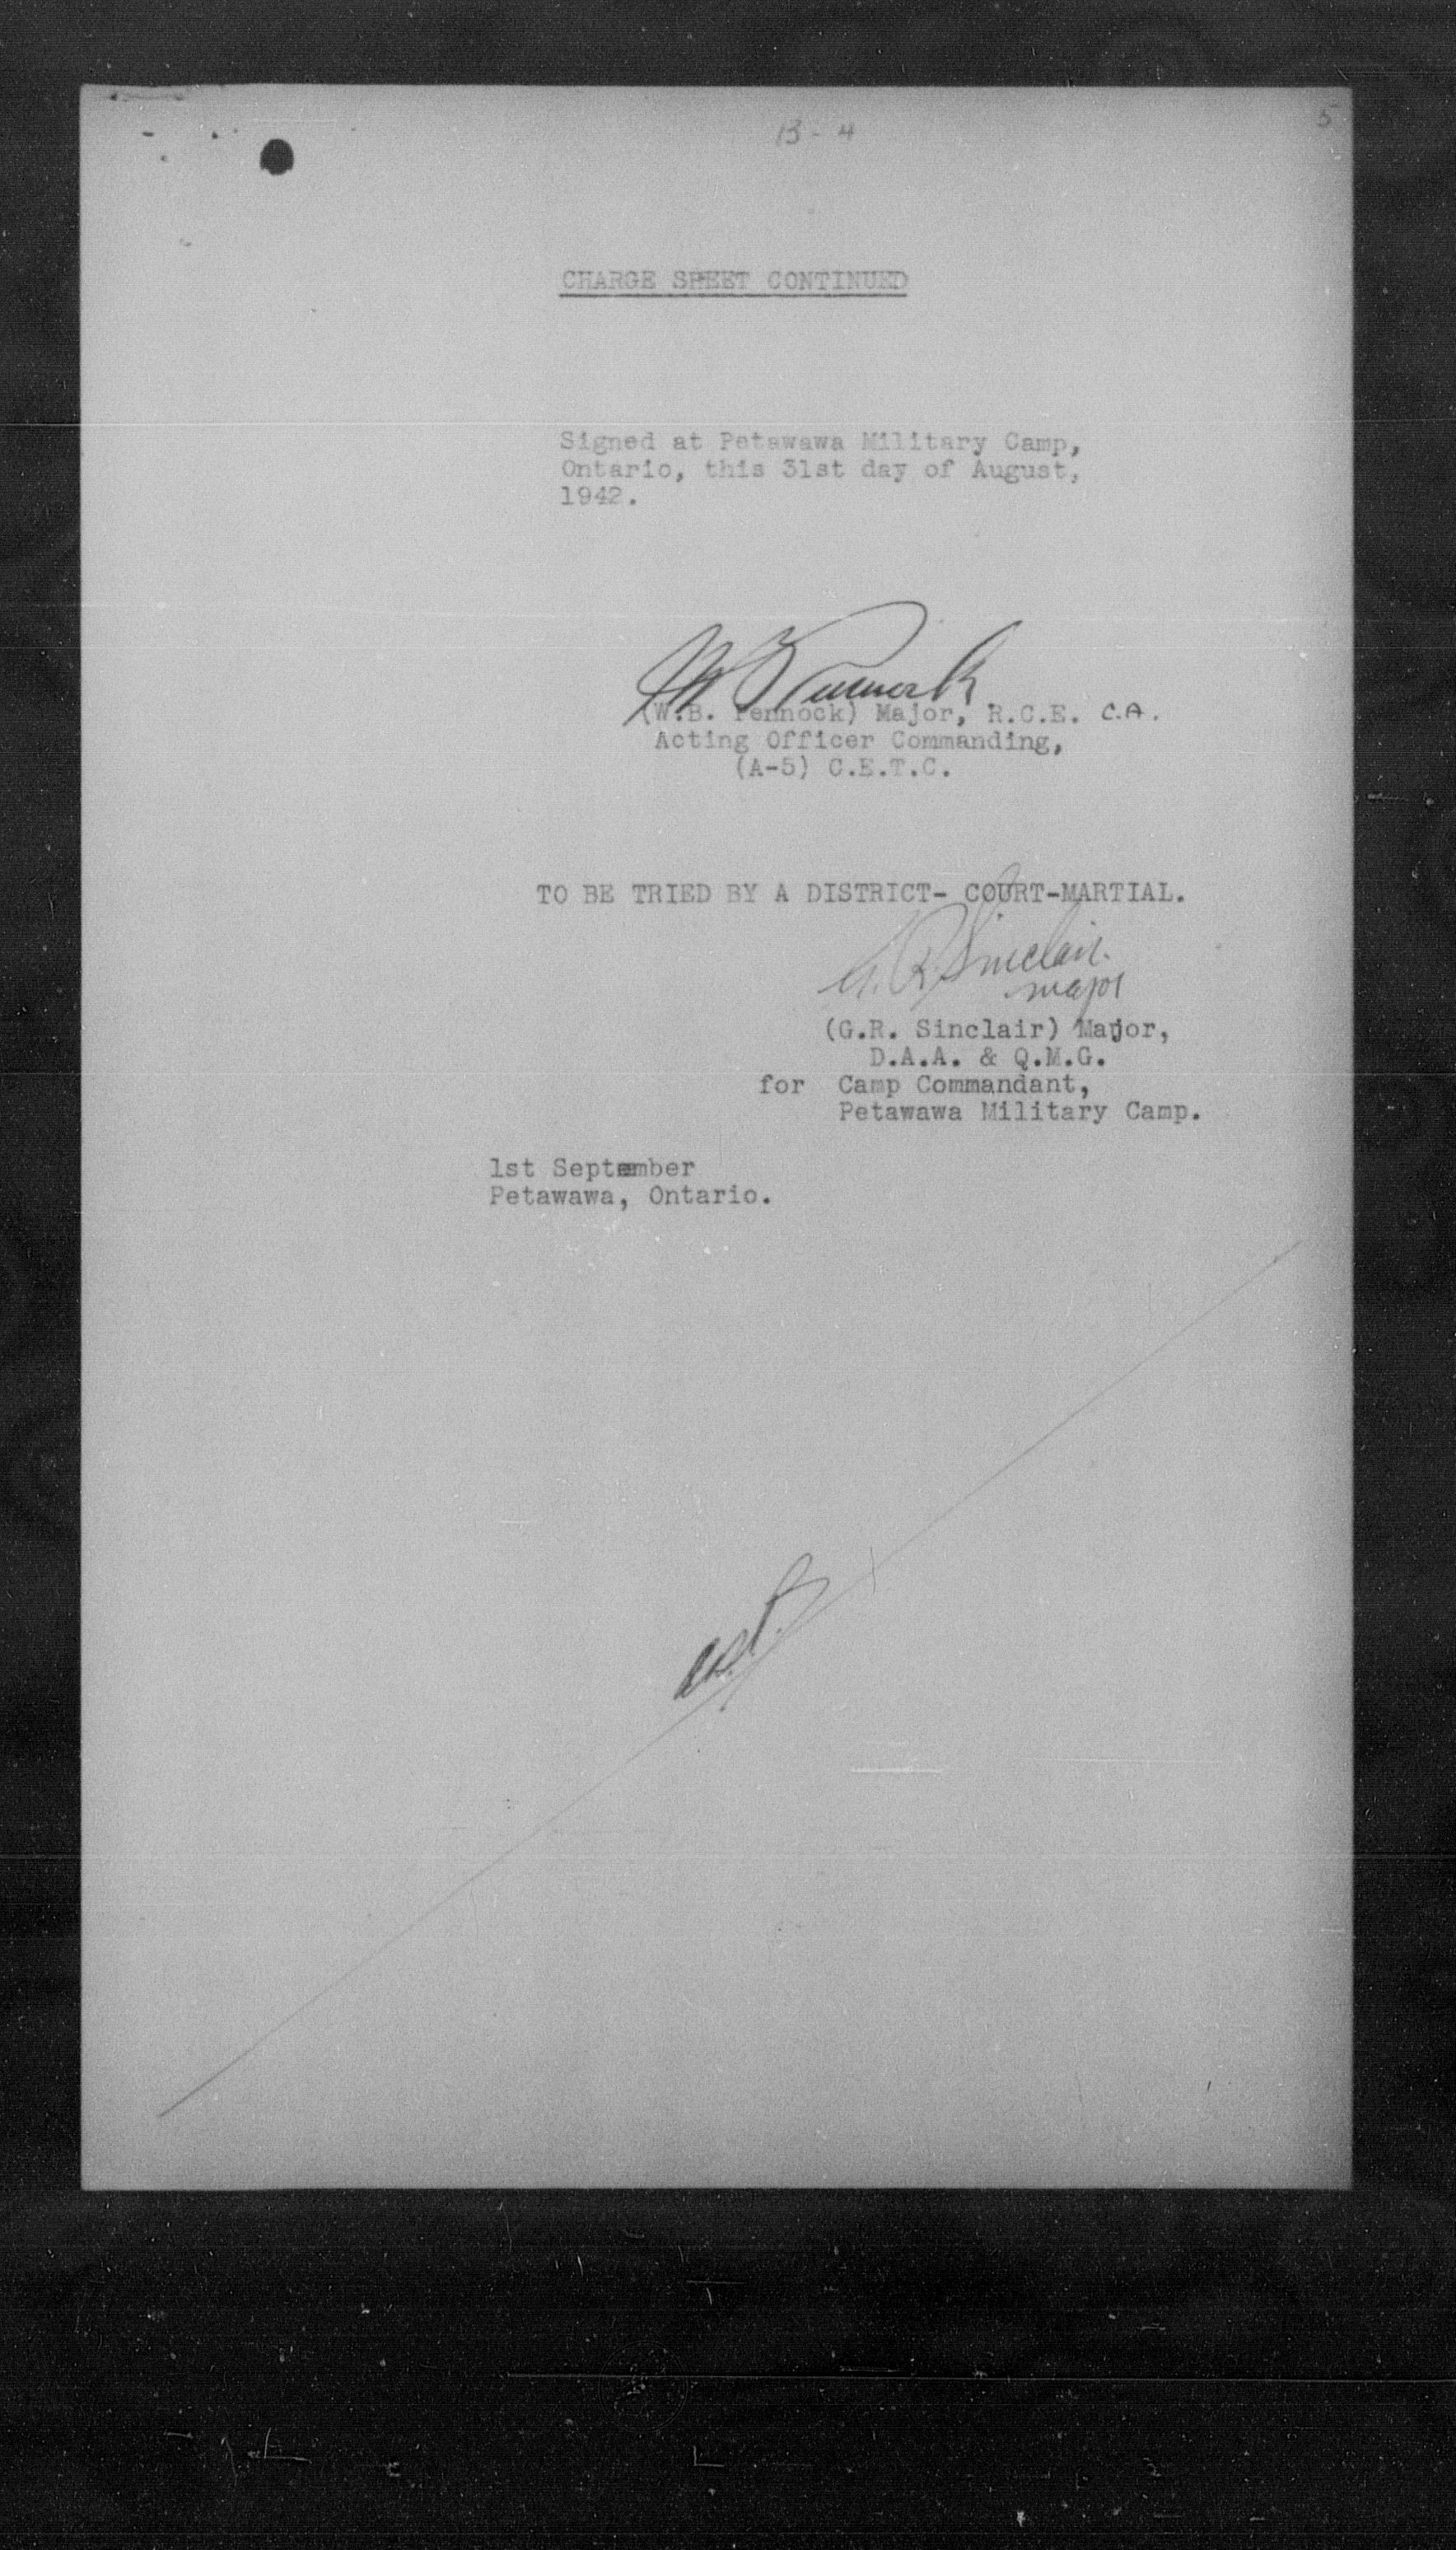 13 - 4
5
CHARGE SHEET CONTINUED
Signed at Petawawa Military Camp,
Ontario, this 31st day of August,
1942.
(W.B. Pennock) Major, R.C.E. C.A.
Acting Officer Commanding,
(A-5) C.E.T.C.
TO BE TRIED BY A DISTRICT- COURT-MARTIAL.
G. R. Sinclair.
major
(G.R. Sinclair) Major,
D.A.A. & Q.M.G.
for Camp Commandant,
Petawawa Military Camp.
1st September
Petawawa, Ontario.